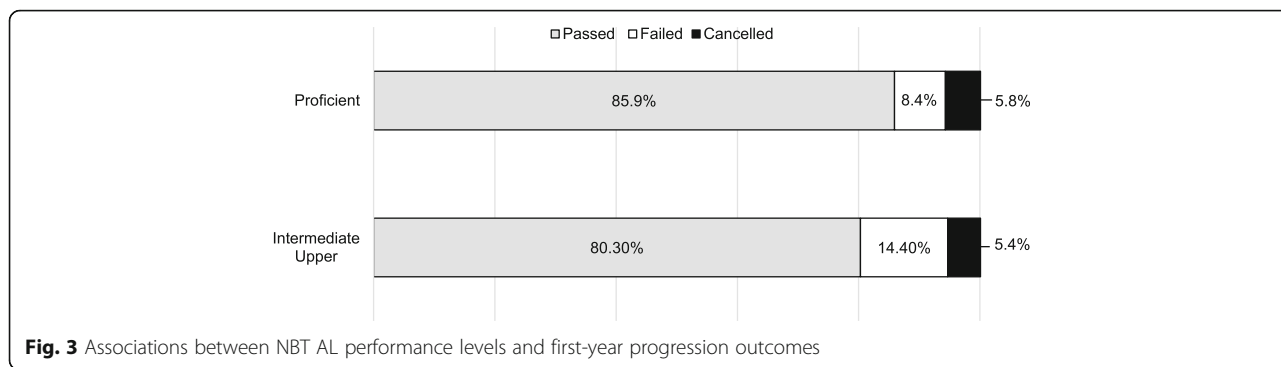 Passed Failed Cancelled
Proficient 85.9% 8.4% 5.8%
Intermediate
Upper
80.30% 14.40% 5.4%
Fig. 3 Associations between NBT AL performance levels and first-year progression outcomes